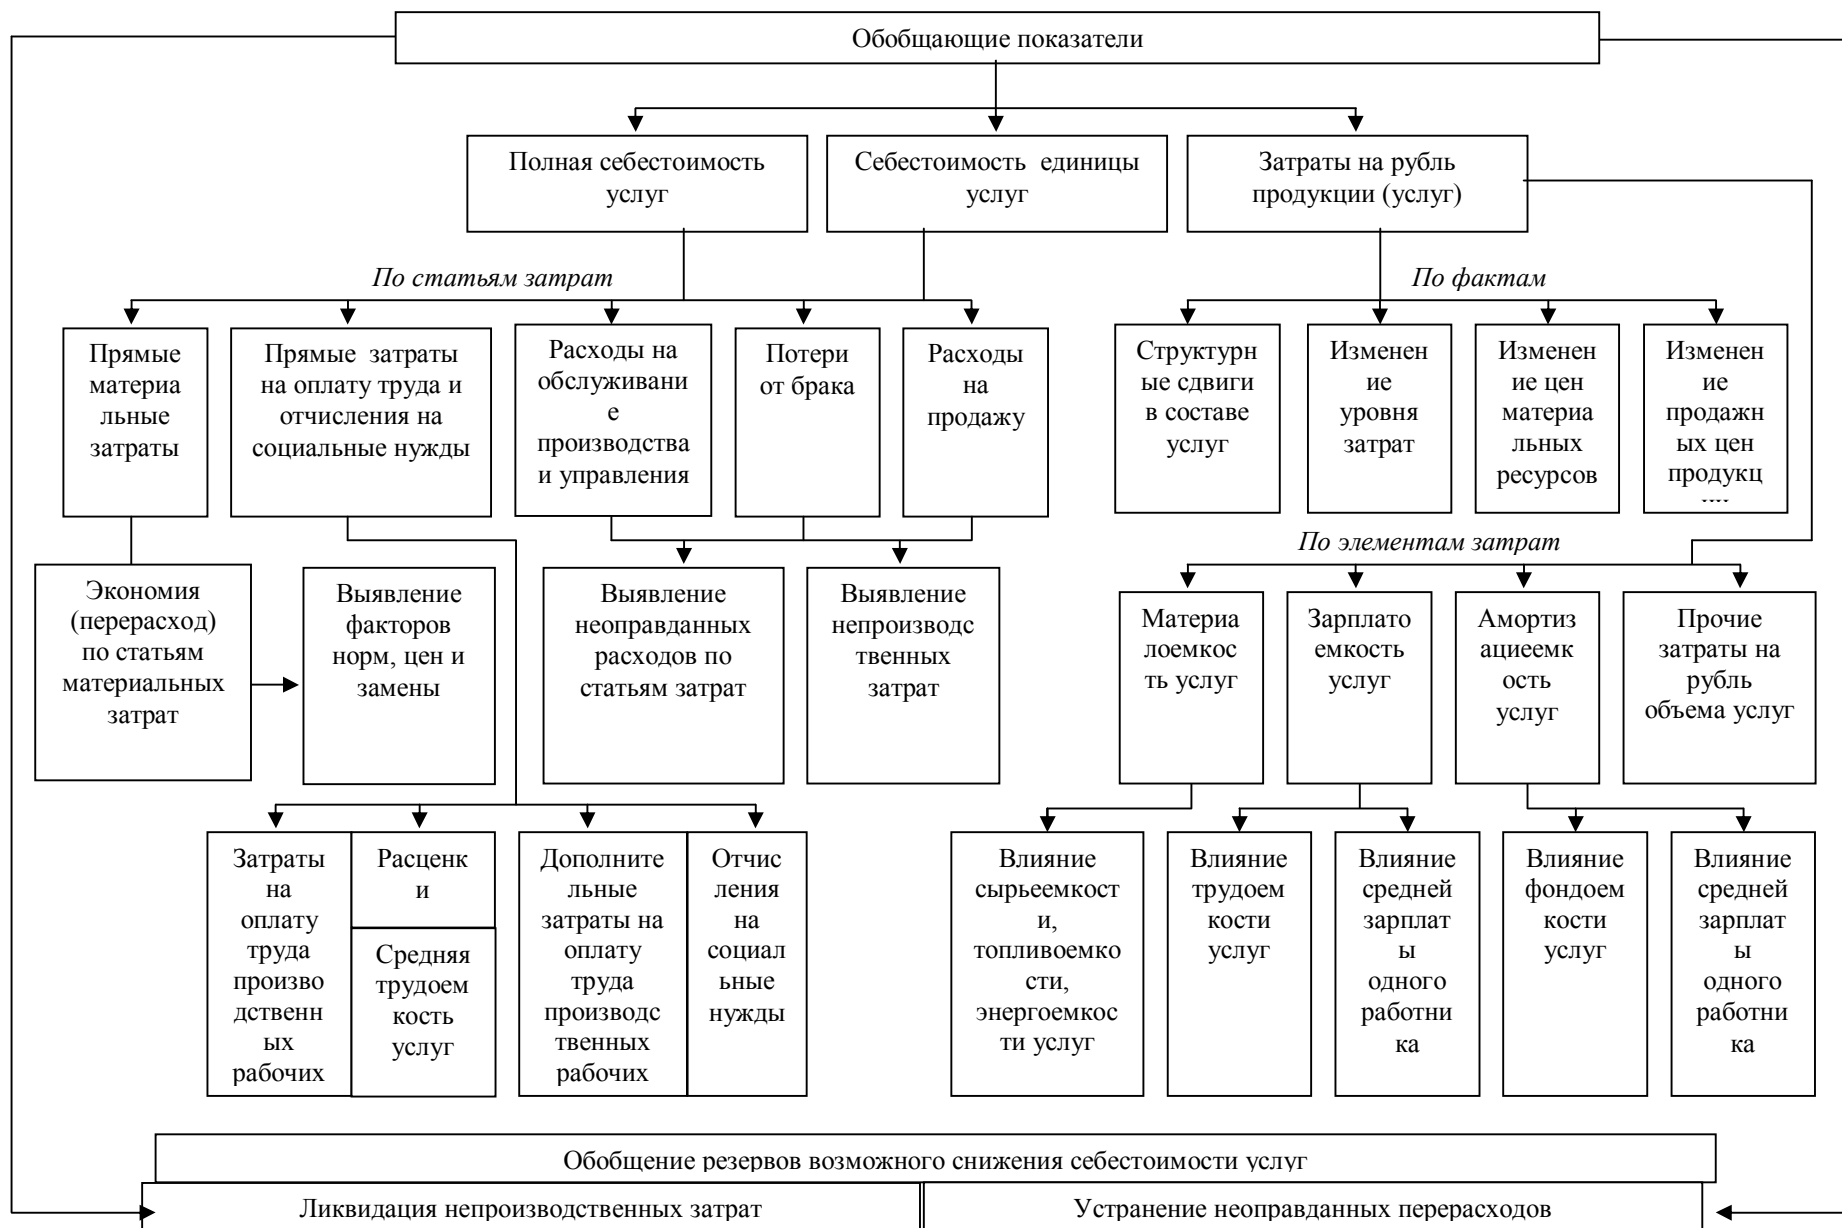 Обобщающие показатели
Полная себестоимость
услуг
Себестоимость единицы
услуг
Затраты на рубль
продукции (услуг)
По статьям затрат
По фактам
Прямые
материа
льные
затраты
Прямые затраты
на оплату труда и
отчисления на
социальные нужды
Расходы на
обслуживани
е
производства
и управления
Потери
от брака
Расходы
на
продажу
Структурн
ые сдвиги
в составе
услуг
Изменен
ие
уровня
затрат
Изменен
ие цен
материа
льных
ресурсов
Изменен
ие
продажн
ых цен
продукц
По элементам затрат
Экономия
(перерасход)
по статьям
материальных
затрат
Выявление
факторов
норм, цен и
замены
Выявление
неоправданных
расходов по
статьям затрат
Выявление
непроизводс
твенных
затрат
Материа
лоемкос
ть услуг
Зарплато
емкость
услуг
Амортиз
ациеемк
ость
услуг
Прочие
затраты на
рубль
объема услуг
Затраты
на
оплату
труда
произво
дственн
ых
рабочих
Расценк
и
Средняя
трудоем
кость
услуг
Дополните
льные
затраты на
оплату
труда
производс
твенных
рабочих
Отчис
ления
на
социал
ьные
нужды
Влияние
сырьеемкост
и,
топливоемко
сти,
энергоемкос
ти услуг
Влияние
трудоем
кости
услуг
Влияние
средней
зарплат
ы
одного
работни
ка
Влияние
фондоем
кости
услуг
Влияние
средней
зарплат
ы
одного
работни
ка
Обобщение резервов возможного снижения себестоимости услуг
Ликвидация непроизводственных затрат
Устранение неоправданных перерасходов